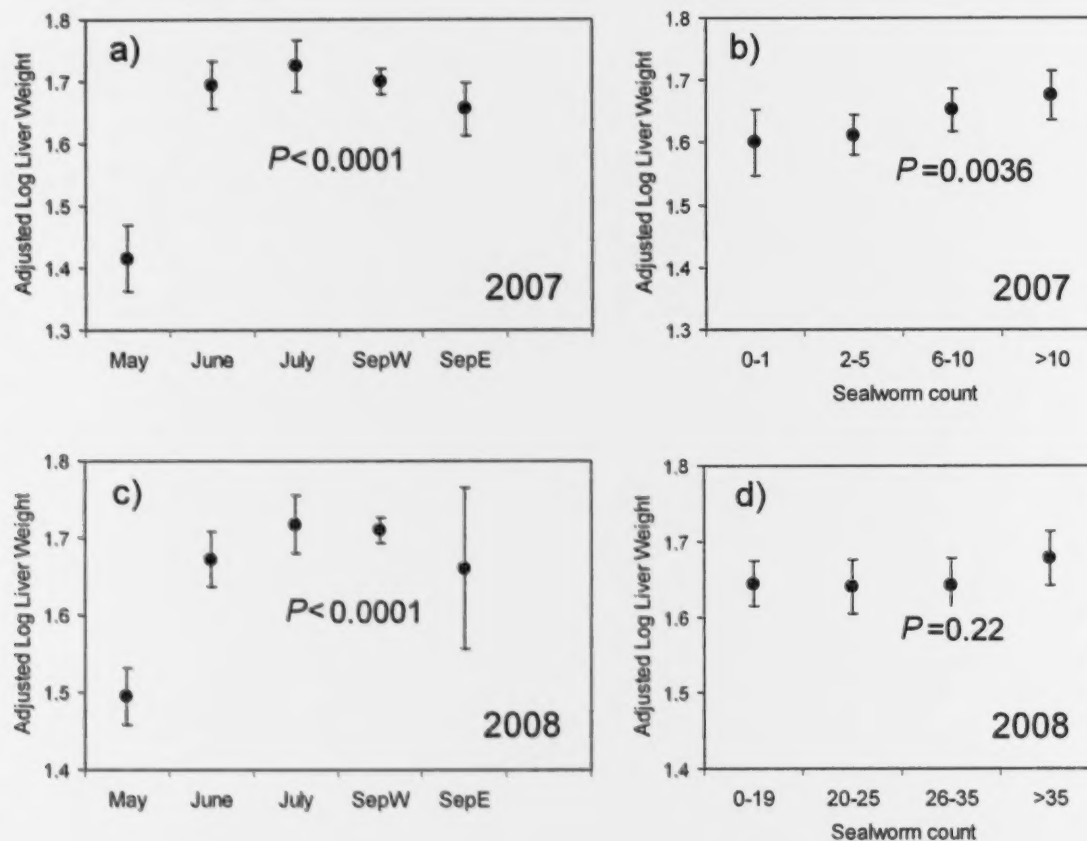 a)
Adjusted Log Liver Weight
1.8
1.7
1.6
1.5
1.4
1.3
P<0.0001
2007
May June July SepW SepE
b)
Adjusted Log Liver Weight
1.8
1.7
1.6
1.5
1.4
1.3
P=0.0036
2007
0-1 2-5 6-10 >10
Sealworm count
c)
Adjusted Log Liver Weight
1.8
1.7
1.6
1.5
1.4
P<0.0001
2008
May June July SepW SepE
d)
Adjusted Log Liver Weight
1.8
1.7
1.6
1.5
1.4
P=0.22
2008
0-19 20-25 26-35 >35
Sealworm count